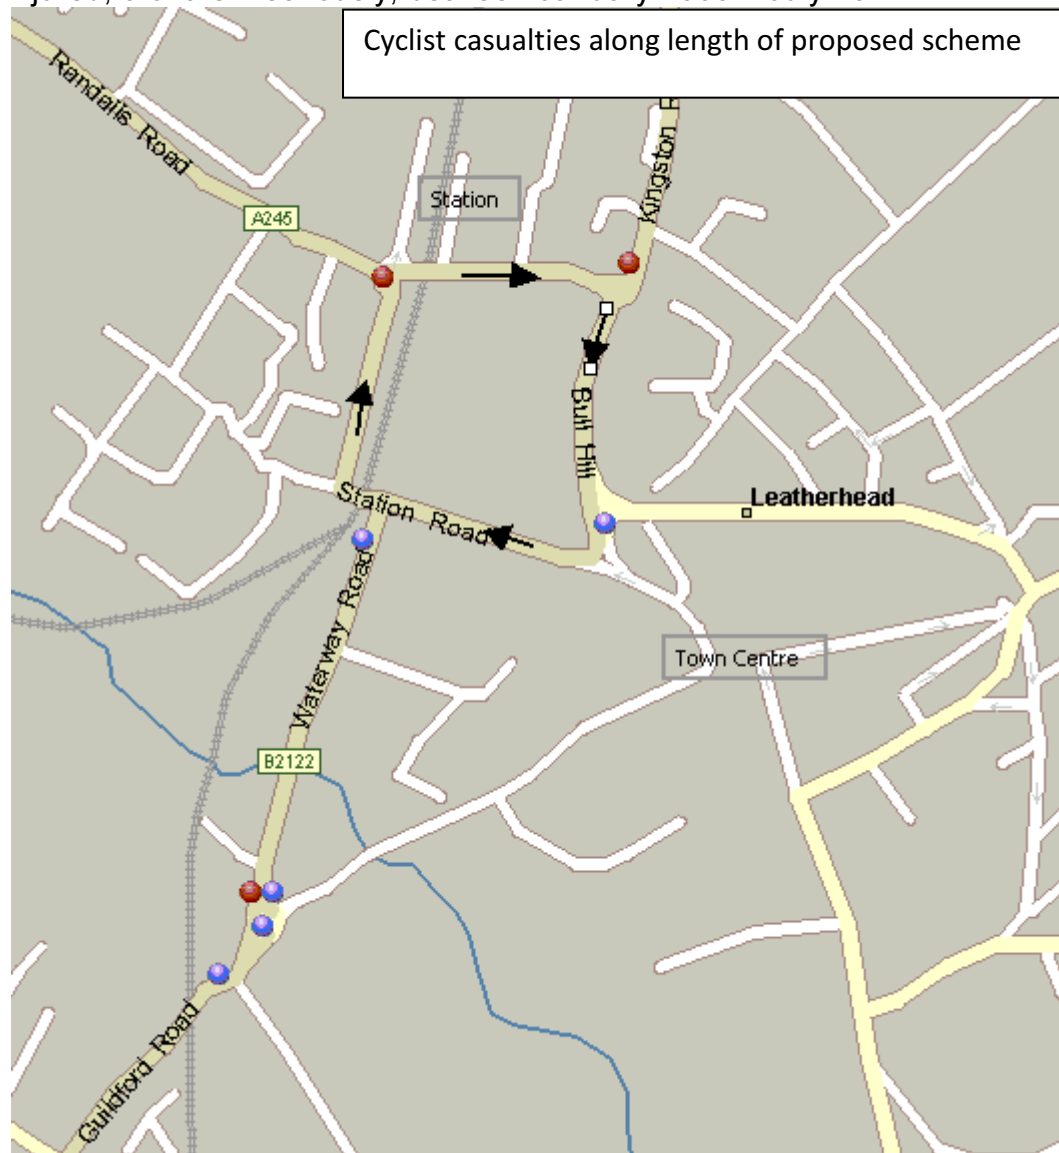 Cyclist casualties along length of proposed scheme
Randalls Road
Kingston
Station
A245
Bull Hill
Leatherhead
Station Road
Waterway Road
Town Centre
B2122
Guildford Road